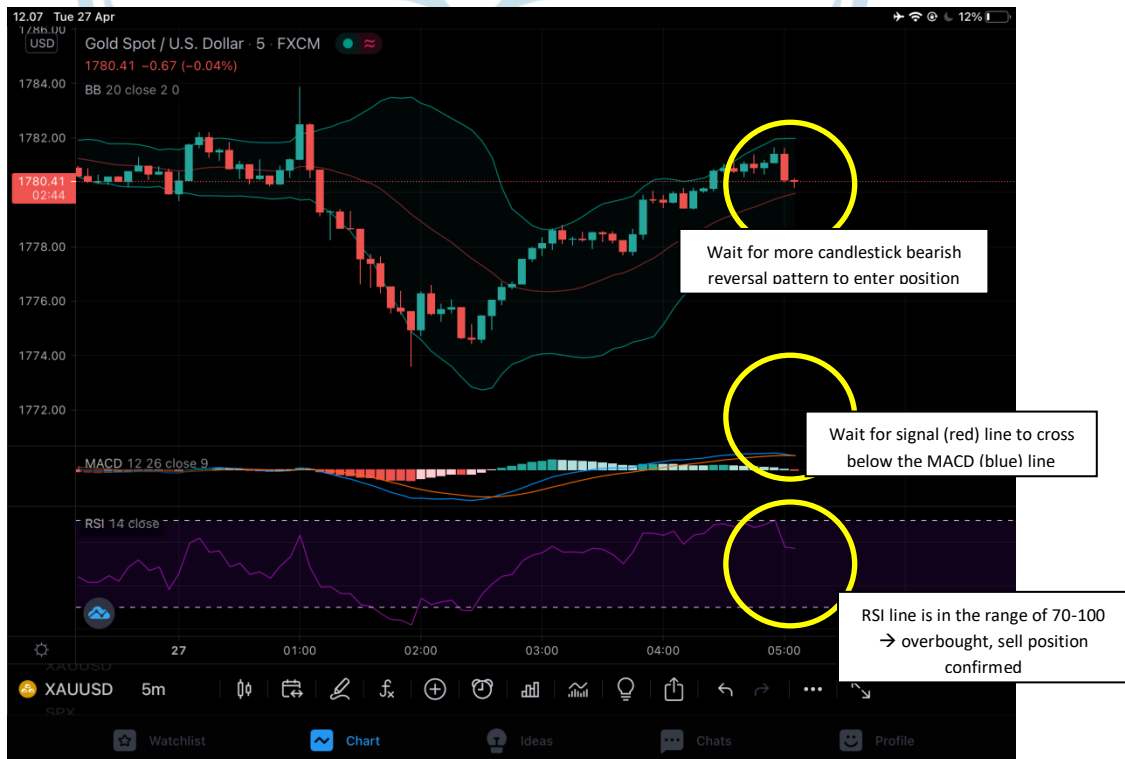 12.07 Tue 27 Apr
12%
1786.00
USD
Gold Spot / U.S. Dollar · 5 · FXCM
1780.41 −0.67 (−0.04%)
BB 20 close 2 0
1784.00
1782.00
1780.41
02:44
1778.00
1776.00
1774.00
1772.00
Wait for more candlestick bearish
reversal pattern to enter position
Wait for signal (red) line to cross
below the MACD (blue) line
MACD 12 26 close 9
RSI 14 close
RSI line is in the range of 70-100
→ overbought, sell position
confirmed
27 01:00 02:00 03:00 04:00 05:00
XAUUSD
XAUUSD 5m
SPX
Watchlist Chart Ideas Chats Profile